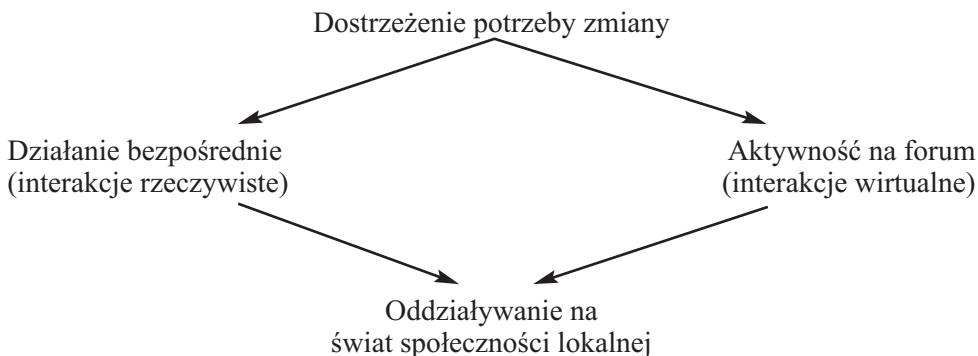 Dostrzeżenie potrzeby zmiany
Działanie bezpośrednie
(interakcje rzeczywiste)
Aktywność na forum
(interakcje wirtualne)
Oddziaływanie na
świat społeczności lokalnej